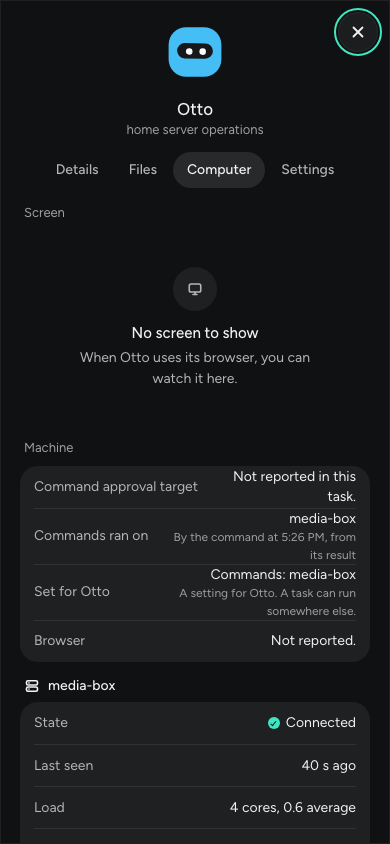 Otto
home server operations
Details
Files
Computer
Settings
Screen
No screen to show
When Otto uses its browser, you can
watch it here.
Machine
Command approval target
Not reported in this
task.
Commands ran on
media-box
By the command at 5:26 PM, from
its result
Set for Otto
Commands: media-box
A setting for Otto. A task can run
somewhere else.
Browser
Not reported.
media-box
State
Connected
Last seen
40 s ago
Load
4 cores, 0.6 average